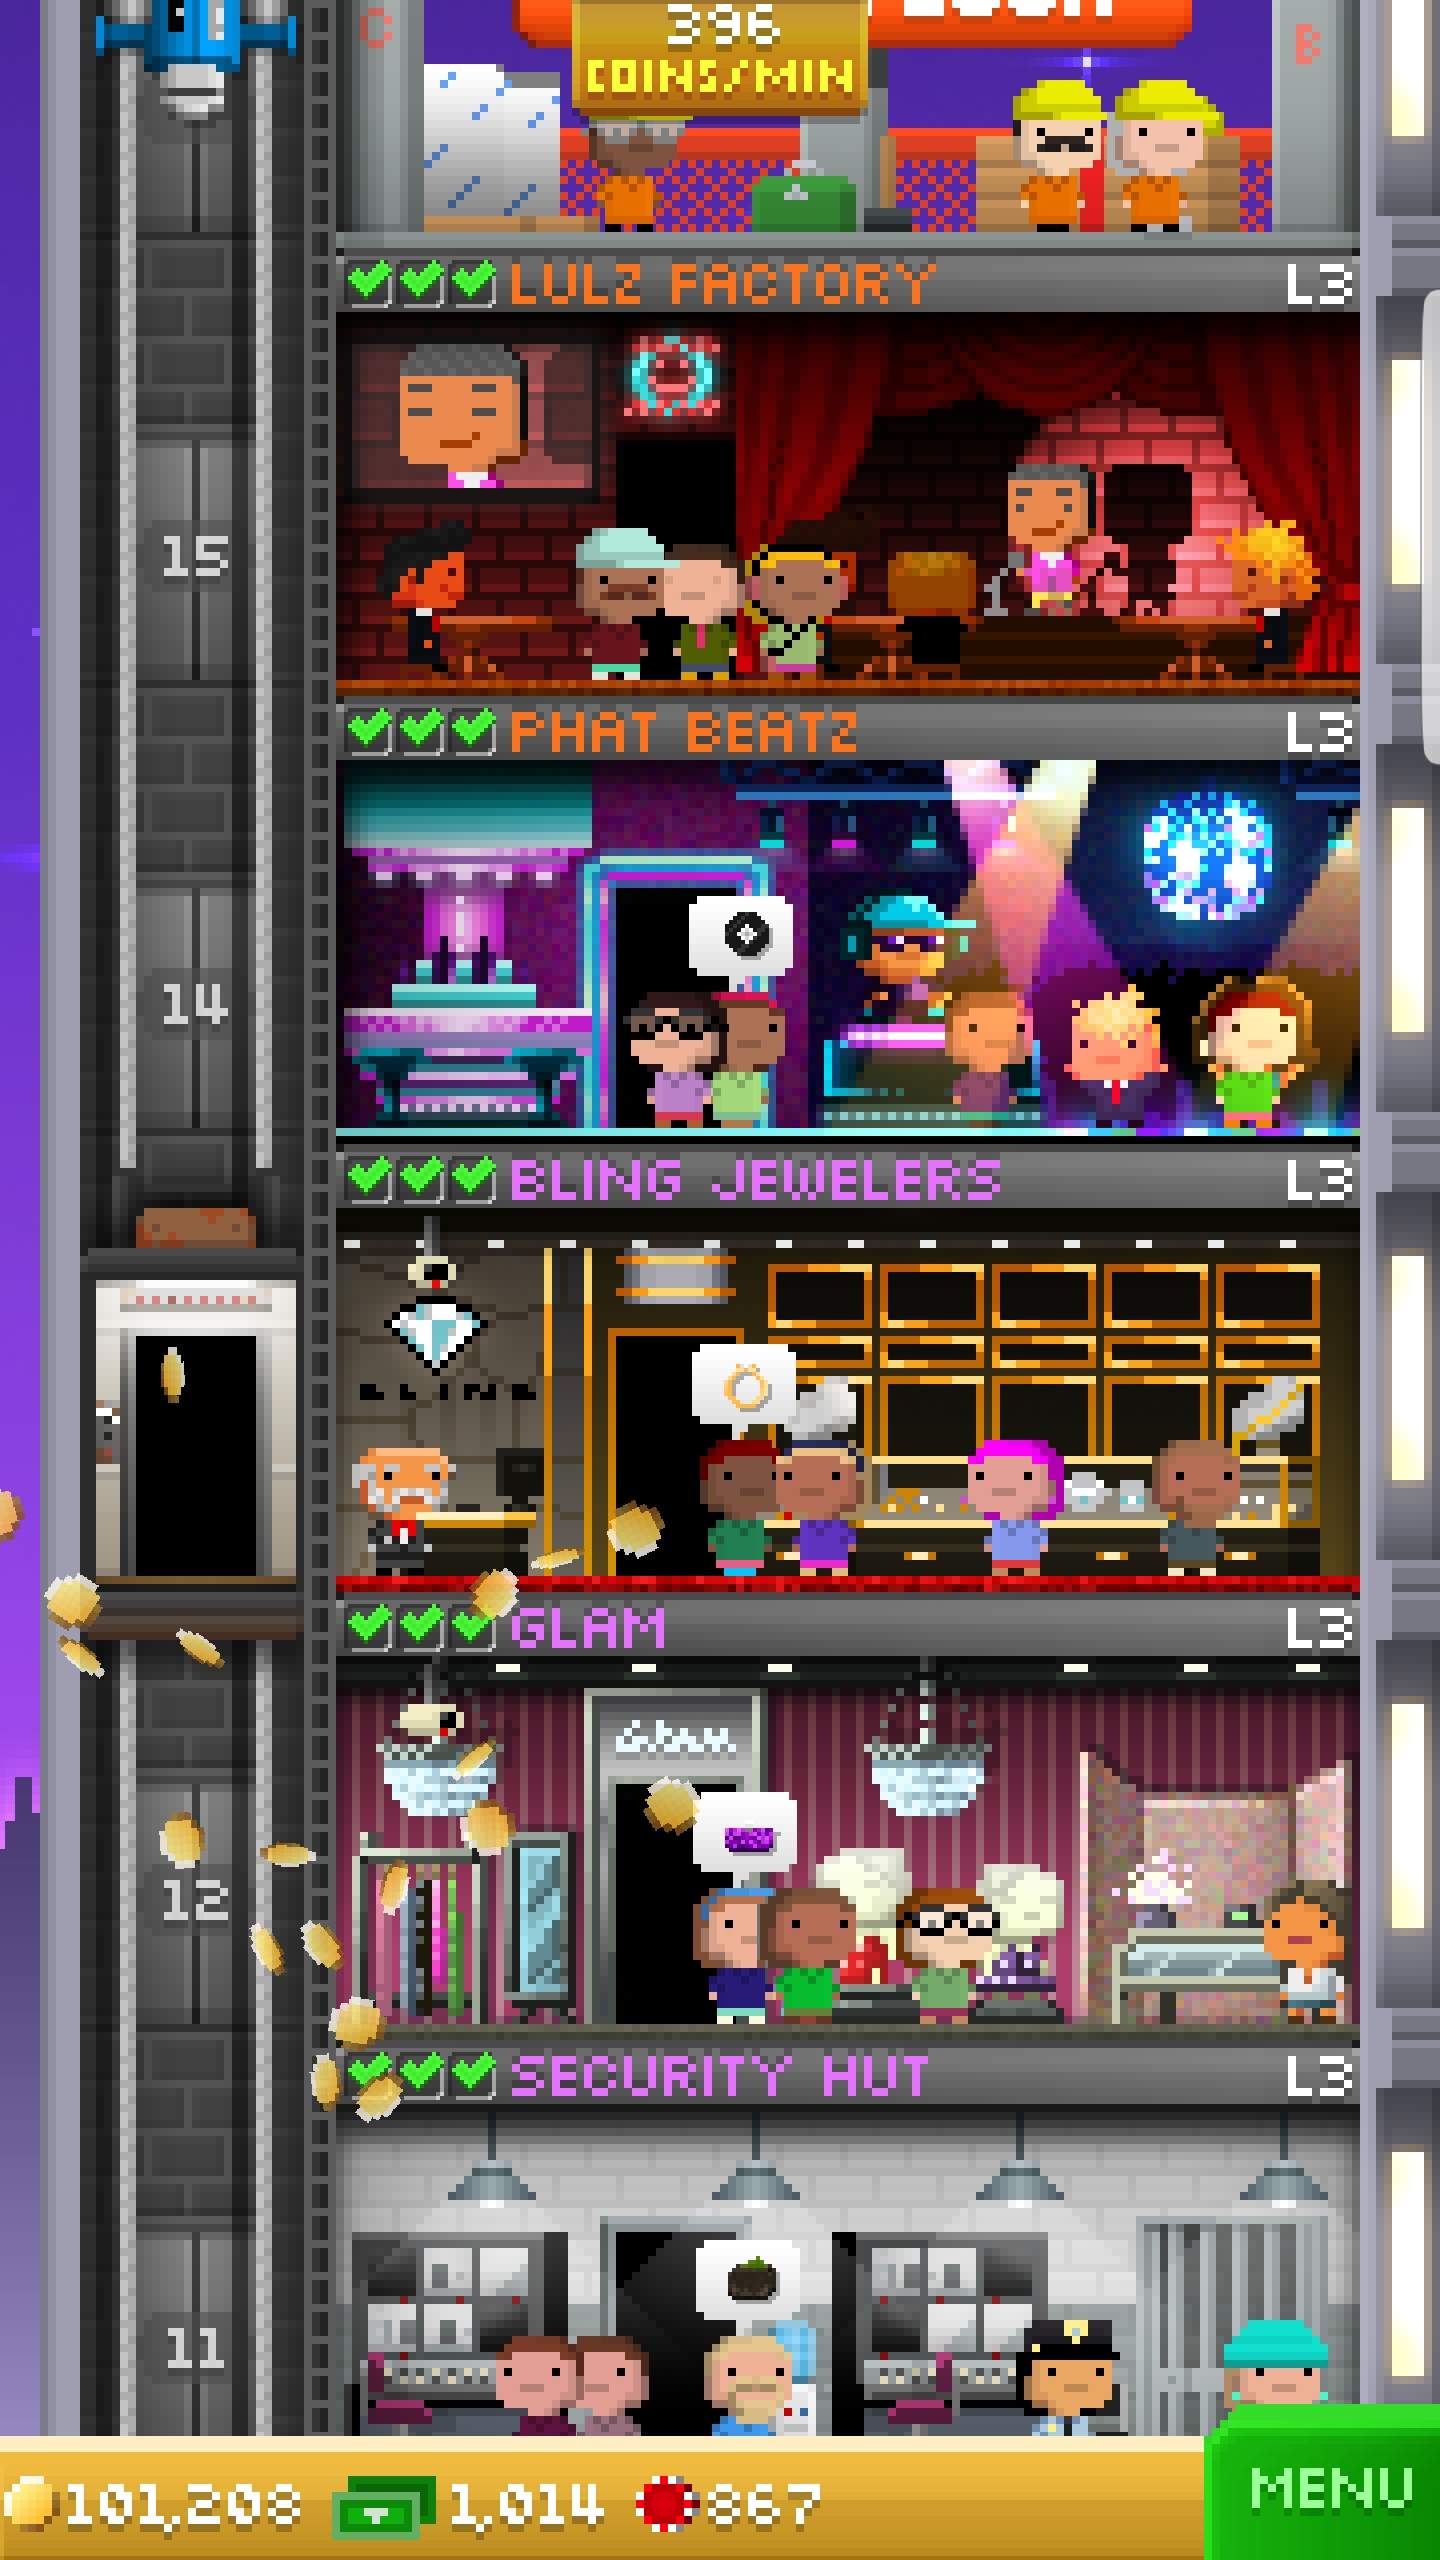 C
396
COINS/MIN
B
LULZ FACTORY
L3
15
PHAT BEATZ
L3
14
BLING JEWELERS
L3
BLING
GLAM
L3
Glam
12
SECURITY HUT
L3
11
101,208
1,014
867
MENU